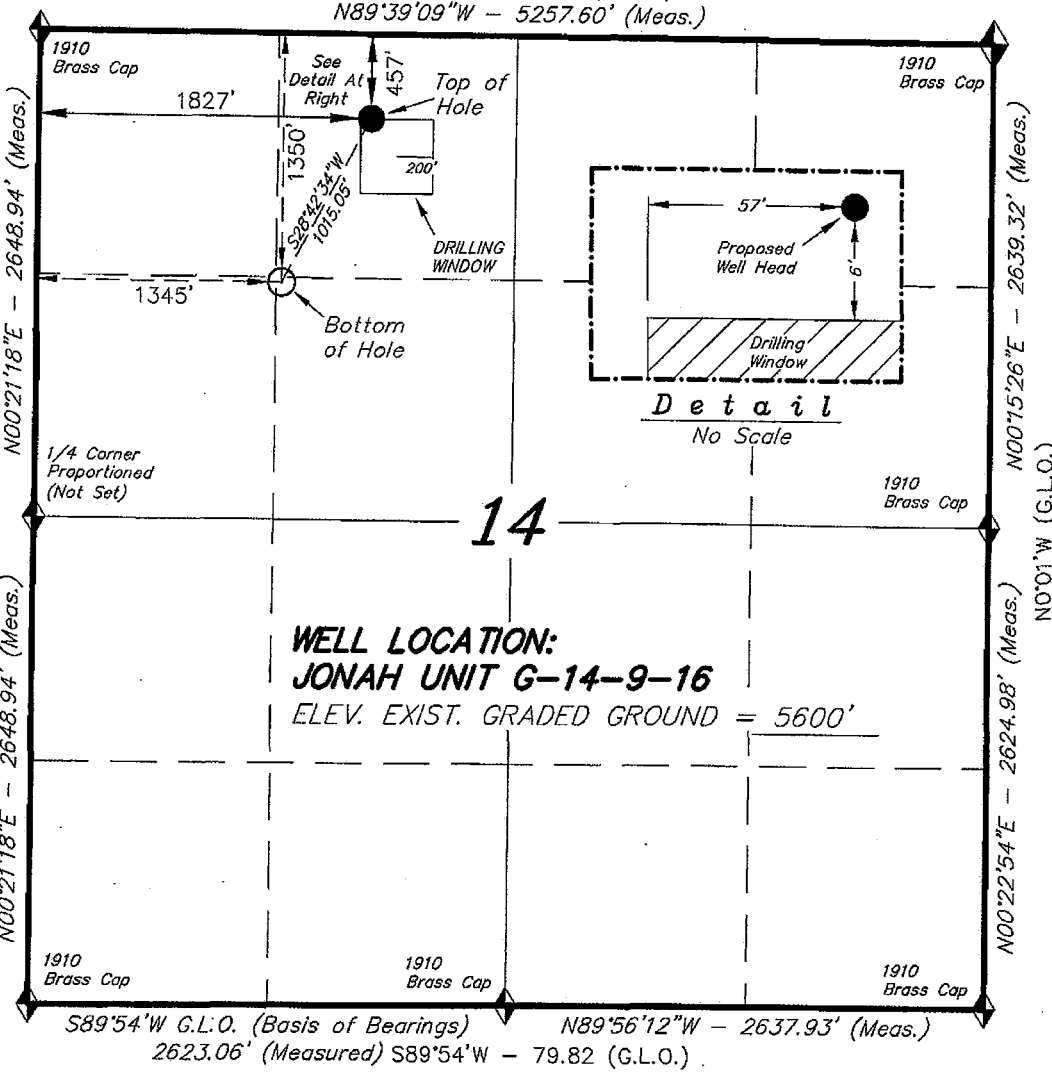 N89°39'09"W – 5257.60' (Meas.)
1910
Brass Cap
1910
Brass Cap
See
Detail At
Right
457'
Top of
Hole
1827'
1350'
200'
S28°42'34"W
1015.05'
DRILLING
WINDOW
1345'
Bottom
of Hole
57'
Proposed
Well Head
6'
Drilling
Window
Detail
No Scale
N00°21'18"E – 2648.94' (Meas.)
N00°15'26"E – 2639.32' (Meas.)
1/4 Corner
Proportioned
(Not Set)
1910
Brass Cap
N0°01'W (G.L.O.)
14
WELL LOCATION:
JONAH UNIT G–14–9–16
ELEV. EXIST. GRADED GROUND = 5600'
N00°21'18"E – 2648.94' (Meas.)
N00°22'54"E – 2624.98' (Meas.)
1910
Brass Cap
1910
Brass Cap
1910
Brass Cap
S89°54'W G.L.O. (Basis of Bearings)
N89°56'12"W – 2637.93' (Meas.)
2623.06' (Measured) S89°54'W – 79.82 (G.L.O.)